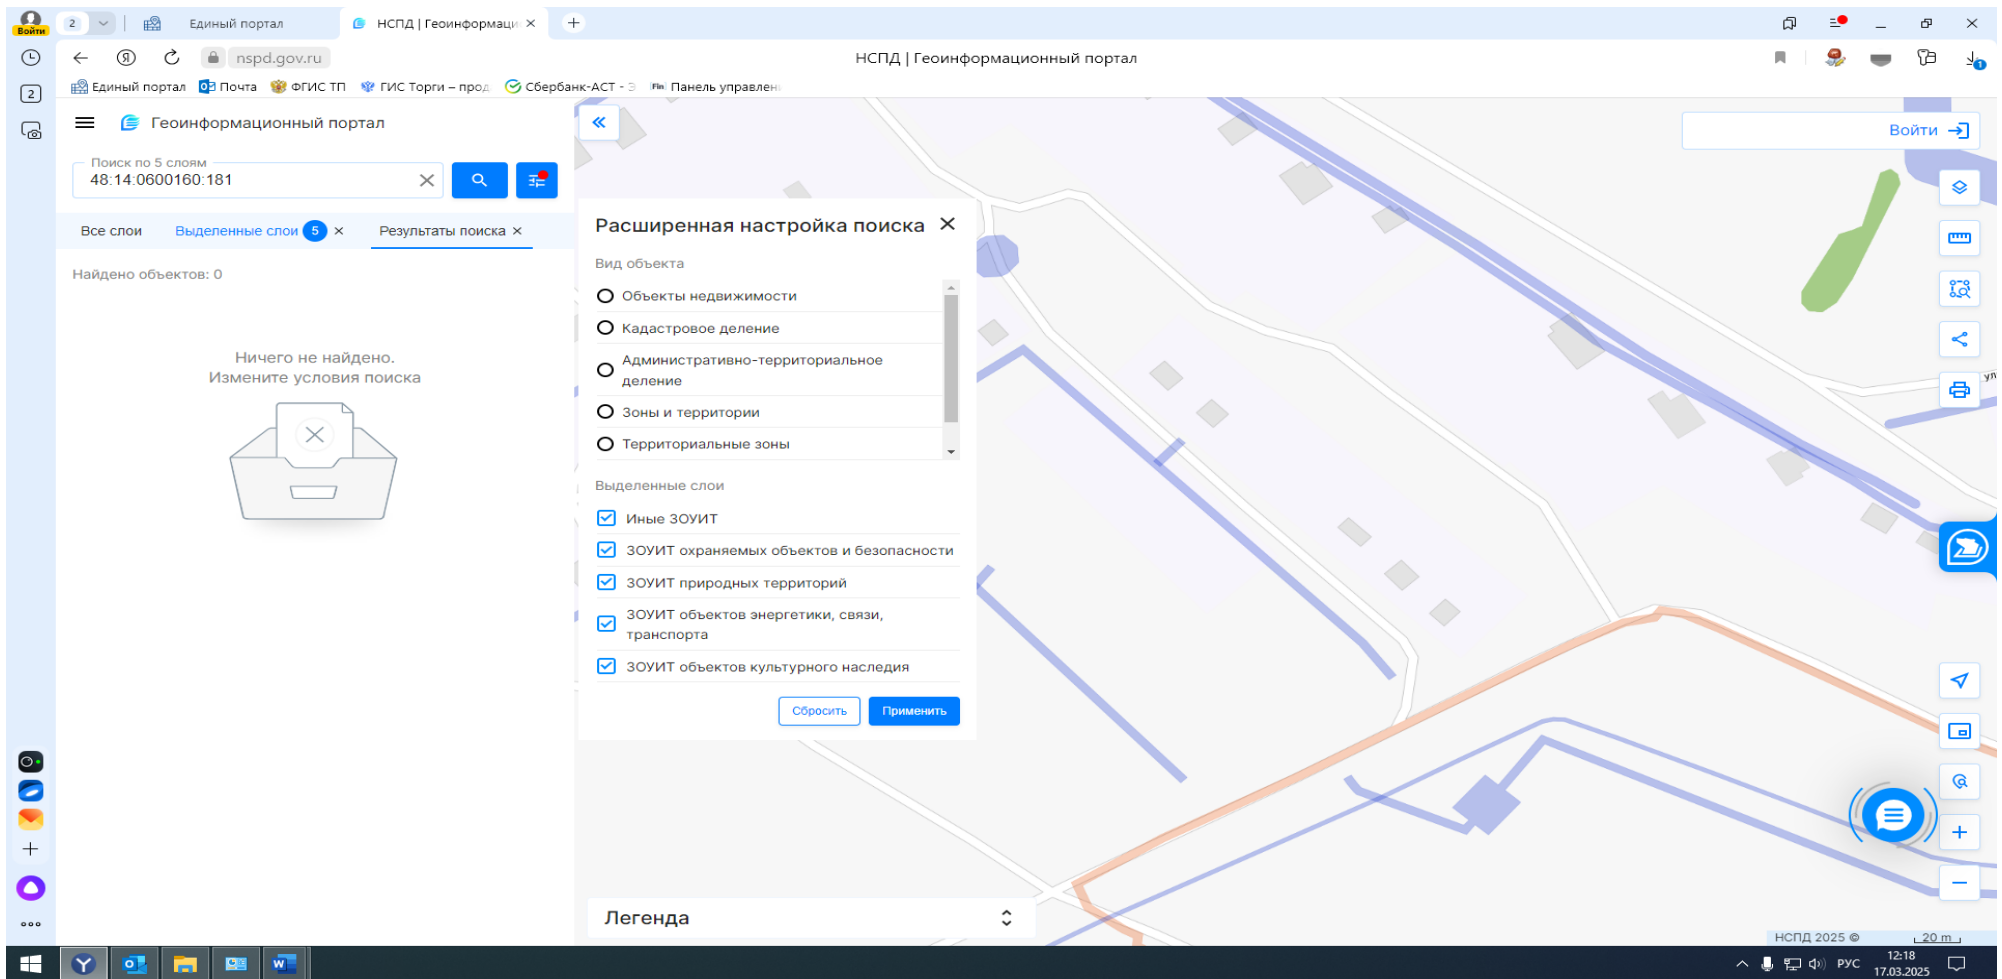 2
Единый портал
НСПД | Геоинформаци
Войти
nspd.gov.ru
НСПД | Геоинформационный портал
Единый портал
Почта
ФГИС ТП
ГИС Торги – прод
Сбербанк-АСТ - Э
Fin
Панель управлен
1
2
Геоинформационный портал
Войти
Поиск по 5 слоям
48:14:0600160:181
Все слои
Выделенные слои 5
Результаты поиска
Найдено объектов: 0
Ничего не найдено.
Измените условия поиска
Расширенная настройка поиска
Вид объекта
Объекты недвижимости
Кадастровое деление
Административно-территориальное
деление
Зоны и территории
Территориальные зоны
Выделенные слои
Иные ЗОУИТ
ЗОУИТ охраняемых объектов и безопасности
ЗОУИТ природных территорий
ЗОУИТ объектов энергетики, связи,
транспорта
ЗОУИТ объектов культурного наследия
Сбросить
Применить
ул
Легенда
НСПД 2025 ©
20 m
РУС
12:18
17.03.2025